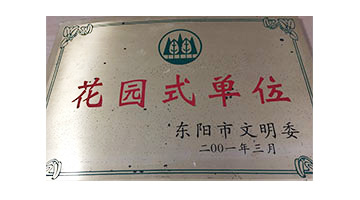 花园式单位
东阳市文明委
二00一年三月